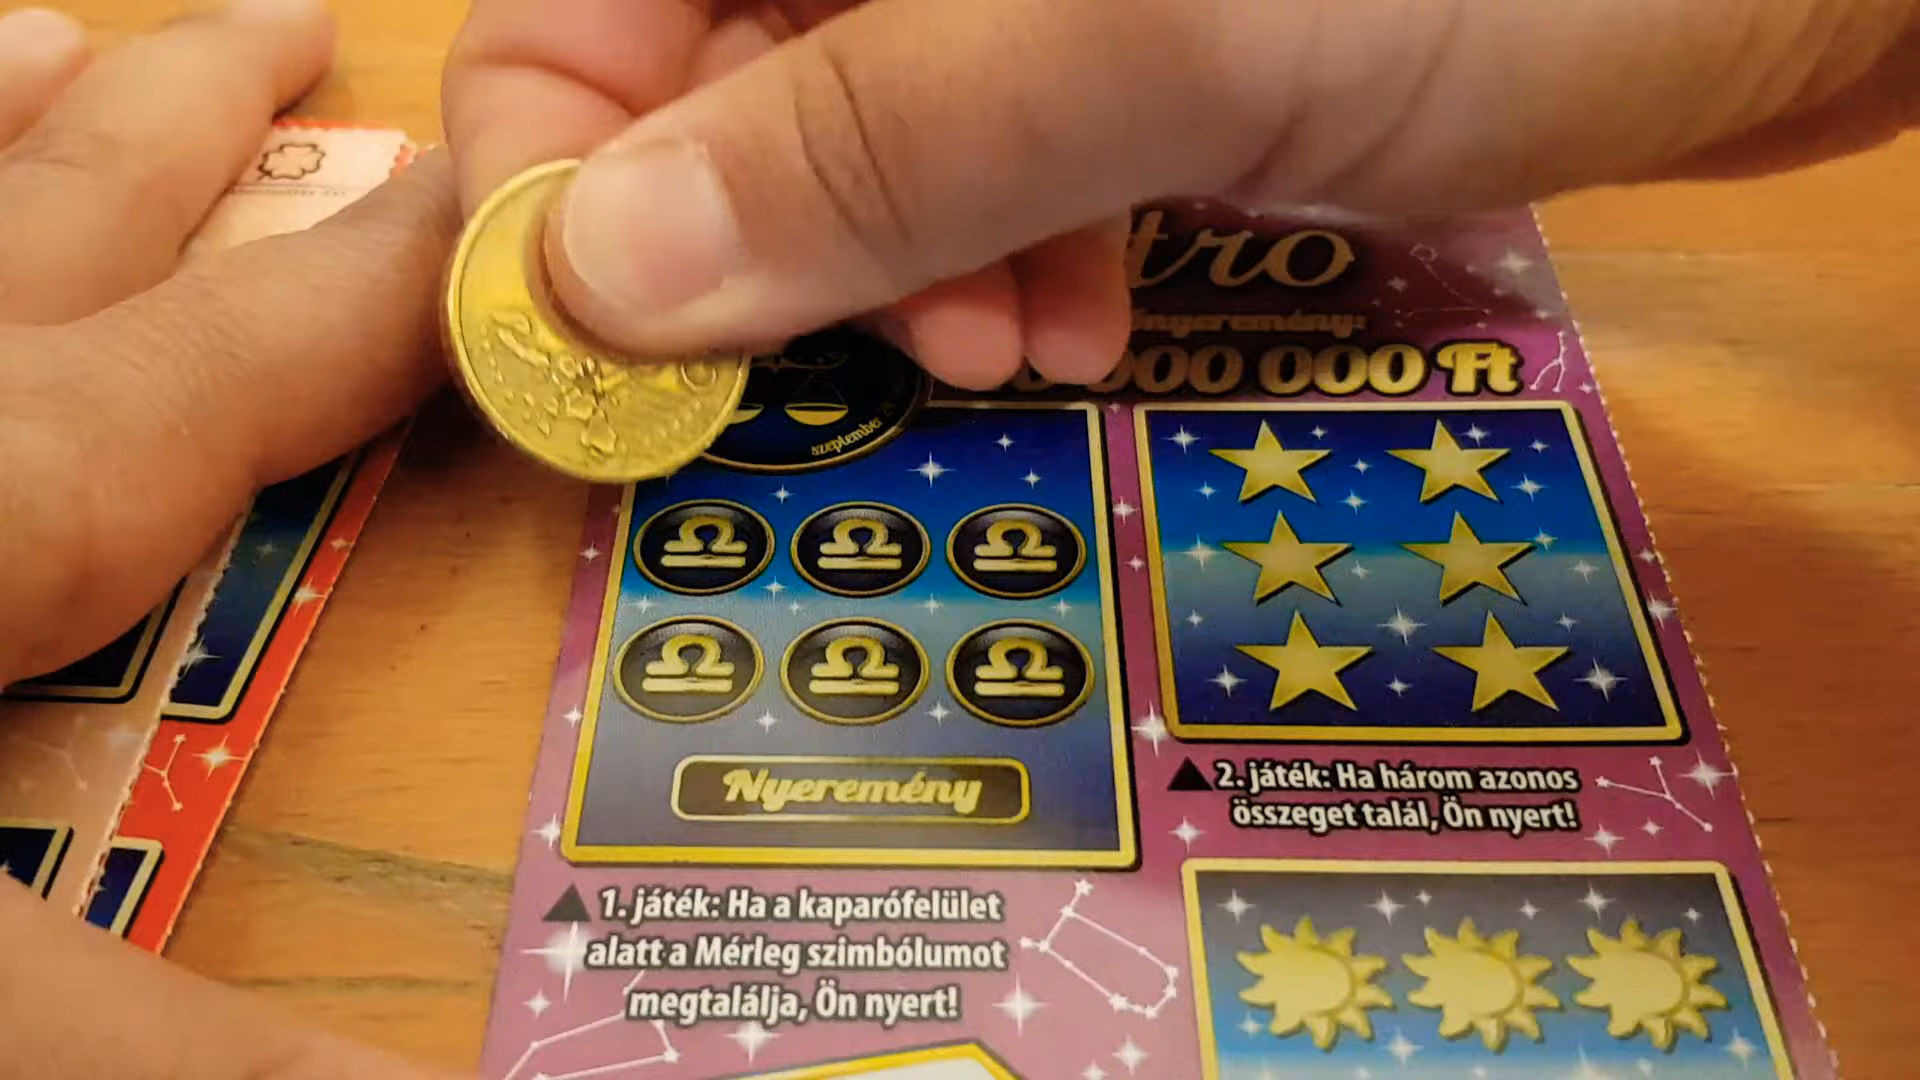 tro
főnyeremény:
000 000 Ft
szeptember
Nyeremény
2. játék: Ha három azonos
összeget talál, Ön nyert!
1. játék: Ha a kaparófelület
alatt a Mérleg szimbólumot
megtalálja, Ön nyert!